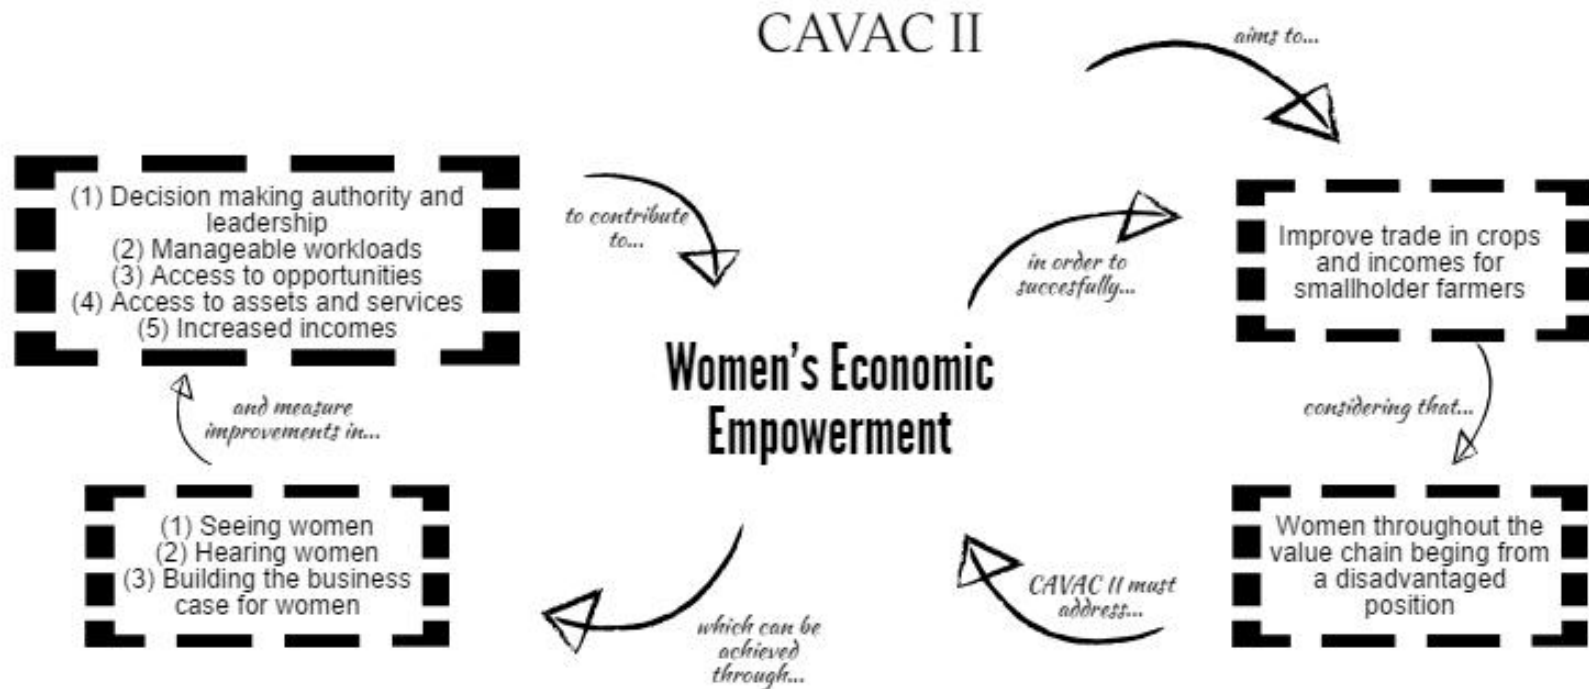 CAVAC II
aims to...
Improve trade in crops
and incomes for
smallholder farmers
considering that...
Women throughout the
value chain beging from
a disadvantaged
position
CAVAC II must
address...
Women's Economic
Empowerment
in order to
succesfully...
which can be
achieved
through...
(1) Seeing women
(2) Hearing women
(3) Building the business
case for women
and measure
improvements in...
(1) Decision making authority and
leadership
(2) Manageable workloads
(3) Access to opportunities
(4) Access to assets and services
(5) Increased incomes
to contribute
to...